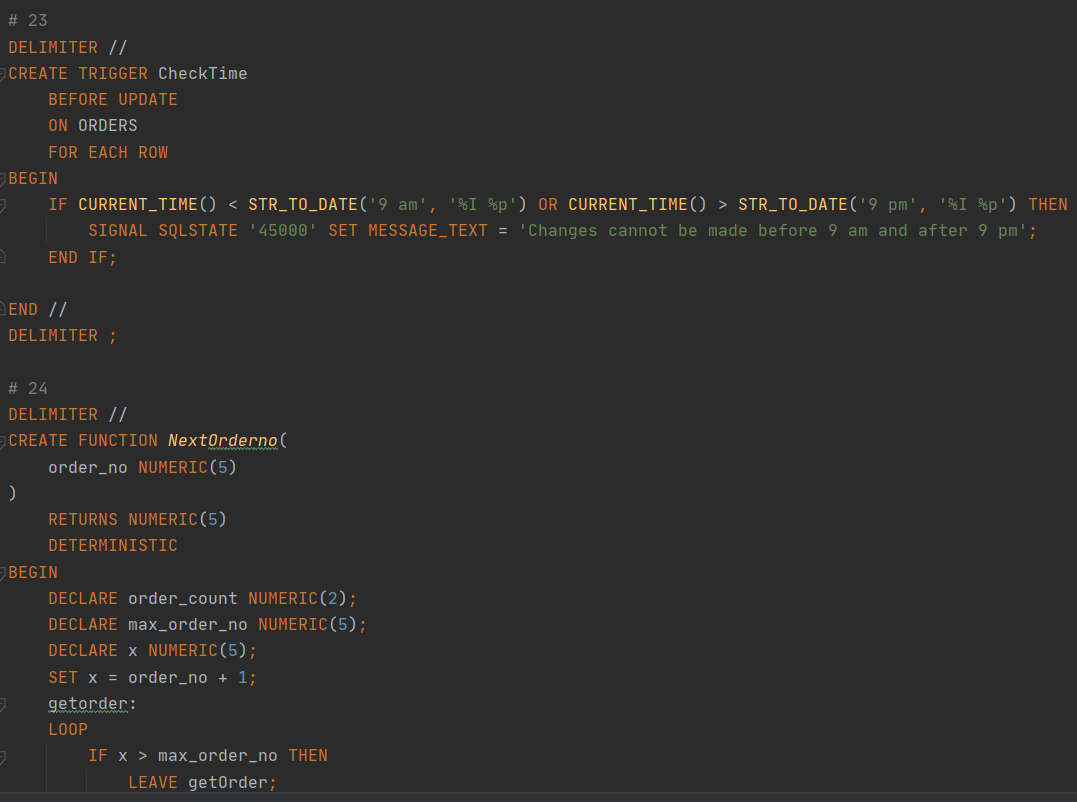 # 23
DELIMITER //
CREATE TRIGGER CheckTime
    BEFORE UPDATE
    ON ORDERS
    FOR EACH ROW
BEGIN
    IF CURRENT_TIME() < STR_TO_DATE('9 am', '%I %p') OR CURRENT_TIME() > STR_TO_DATE('9 pm', '%I %p') THEN
        SIGNAL SQLSTATE '45000' SET MESSAGE_TEXT = 'Changes cannot be made before 9 am and after 9 pm';
    END IF;

END //
DELIMITER ;

# 24
DELIMITER //
CREATE FUNCTION NextOrderno(
    order_no NUMERIC(5)
)
    RETURNS NUMERIC(5)
    DETERMINISTIC
BEGIN
    DECLARE order_count NUMERIC(2);
    DECLARE max_order_no NUMERIC(5);
    DECLARE x NUMERIC(5);
    SET x = order_no + 1;
    getorder:
    LOOP
        IF x > max_order_no THEN
            LEAVE getOrder;